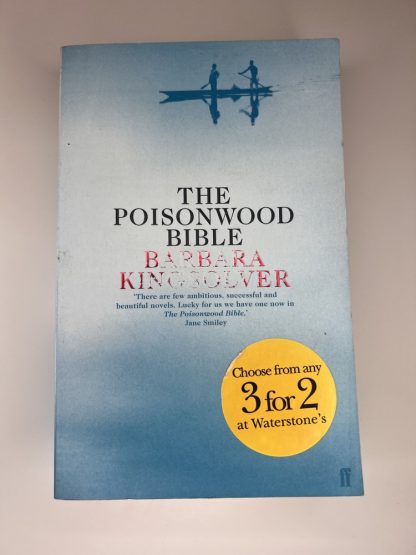 THE
POISONWOOD
BIBLE
BARBARA
KINGSOLVER
'There are few ambitious, successful and
beautiful novels. Lucky for us we have one now in
The Poisonwood Bible.'
Jane Smiley
Choose from any
3 for 2
at Waterstone's
ff